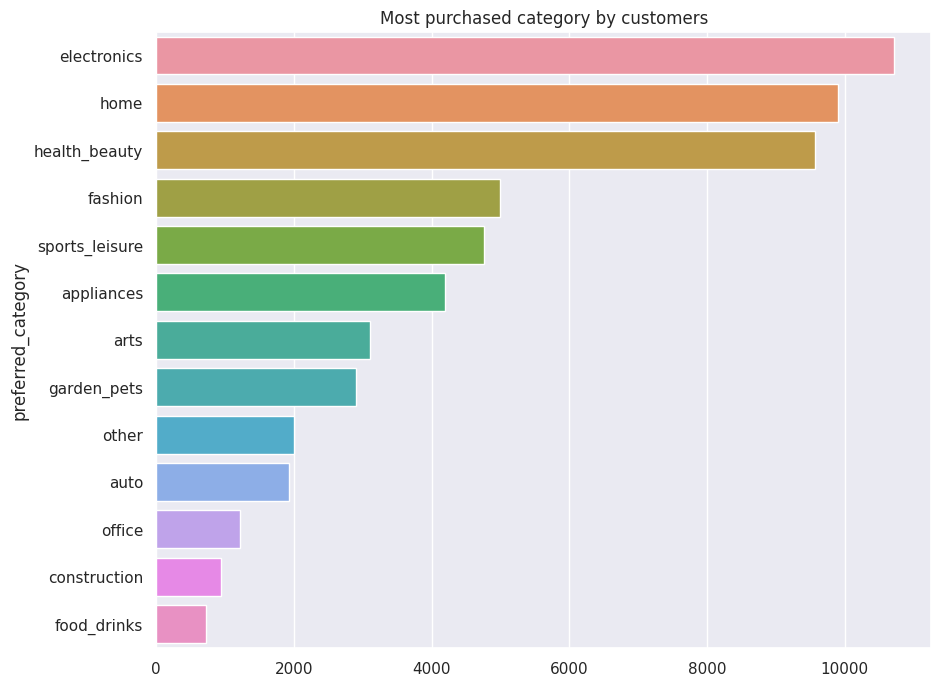 Most purchased category by customers
preferred_category
electronics
home
health_beauty
fashion
sports_leisure
appliances
arts
garden_pets
other
auto
office
construction
food_drinks
0 2000 4000 6000 8000 10000